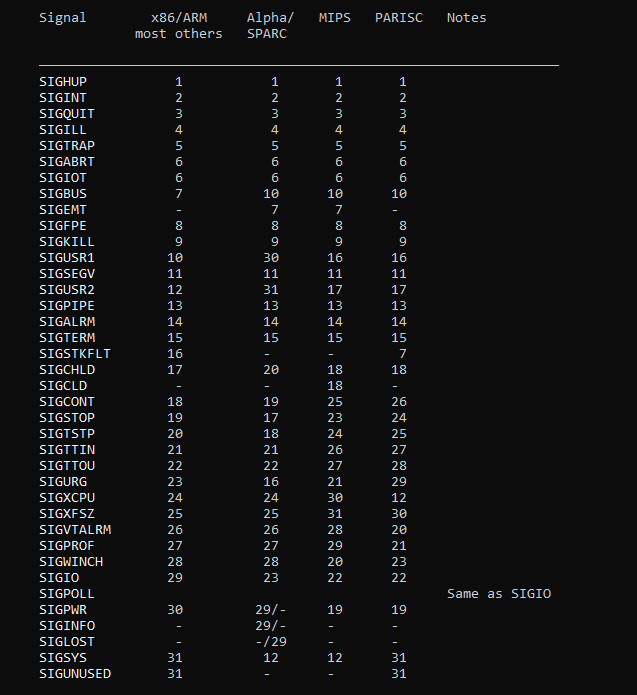 Signal        x86/ARM     Alpha/   MIPS   PARISC   Notes
            most others   SPARC
SIGHUP           1           1       1       1
SIGINT           2           2       2       2
SIGQUIT          3           3       3       3
SIGILL           4           4       4       4
SIGTRAP          5           5       5       5
SIGABRT          6           6       6       6
SIGIOT           6           6       6       6
SIGBUS           7          10      10      10
SIGEMT           -           7       7      -
SIGFPE           8           8       8       8
SIGKILL          9           9       9       9
SIGUSR1         10          30      16      16
SIGSEGV         11          11      11      11
SIGUSR2         12          31      17      17
SIGPIPE         13          13      13      13
SIGALRM         14          14      14      14
SIGTERM         15          15      15      15
SIGSTKFLT       16          -       -        7
SIGCHLD         17          20      18      18
SIGCLD           -          -       18      -
SIGCONT         18          19      25      26
SIGSTOP         19          17      23      24
SIGTSTP         20          18      24      25
SIGTTIN         21          21      26      27
SIGTTOU         22          22      27      28
SIGURG          23          16      21      29
SIGXCPU         24          24      30      12
SIGXFSZ         25          25      31      30
SIGVTALRM       26          26      28      20
SIGPROF         27          27      29      21
SIGWINCH        28          28      20      23
SIGIO           29          23      22      22
SIGPOLL                                            Same as SIGIO
SIGPWR          30         29/-     19      19
SIGINFO          -         29/-     -       -
SIGLOST          -         -/29     -       -
SIGSYS          31          12      12      31
SIGUNUSED       31          -       -       31